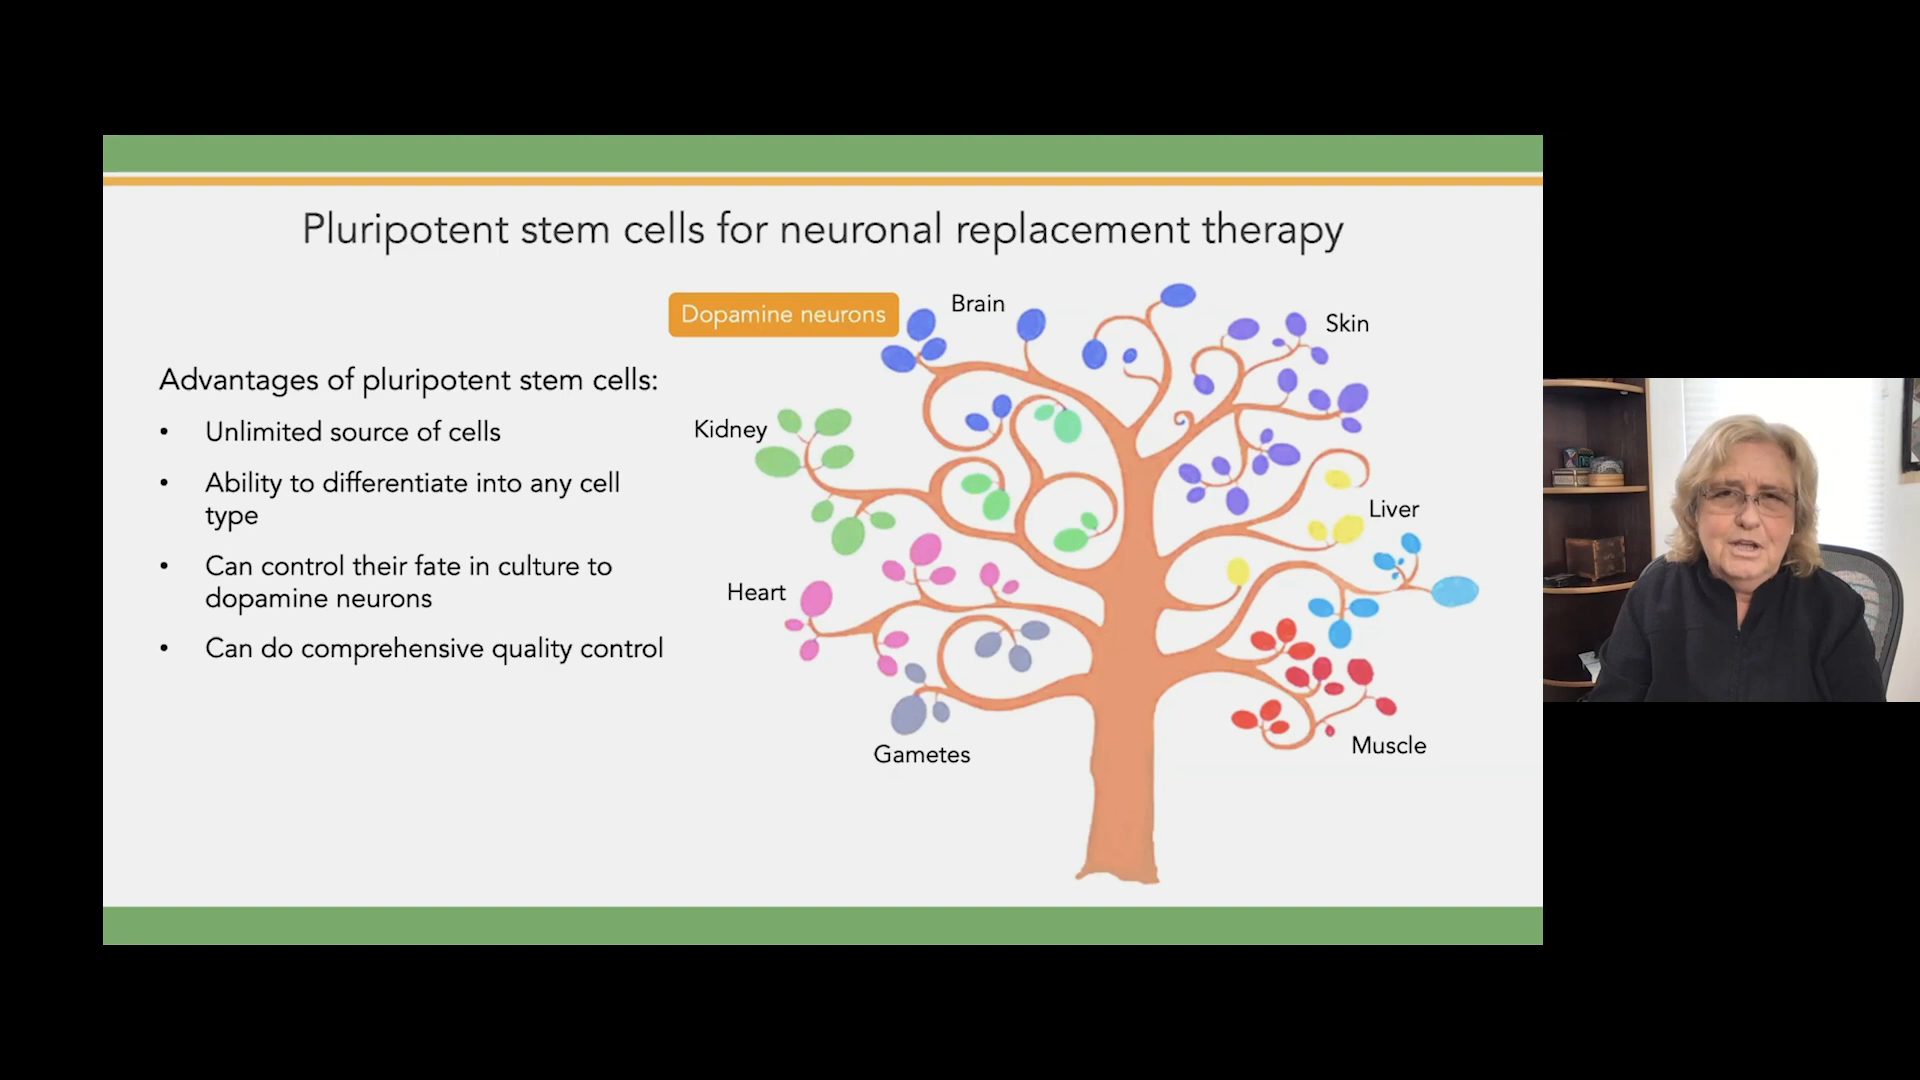 Pluripotent stem cells for neuronal replacement therapy
Dopamine neurons
Brain
Skin
Advantages of pluripotent stem cells:
• Unlimited source of cells
• Ability to differentiate into any cell
type
• Can control their fate in culture to
dopamine neurons
• Can do comprehensive quality control
Kidney
Liver
Heart
Gametes
Muscle